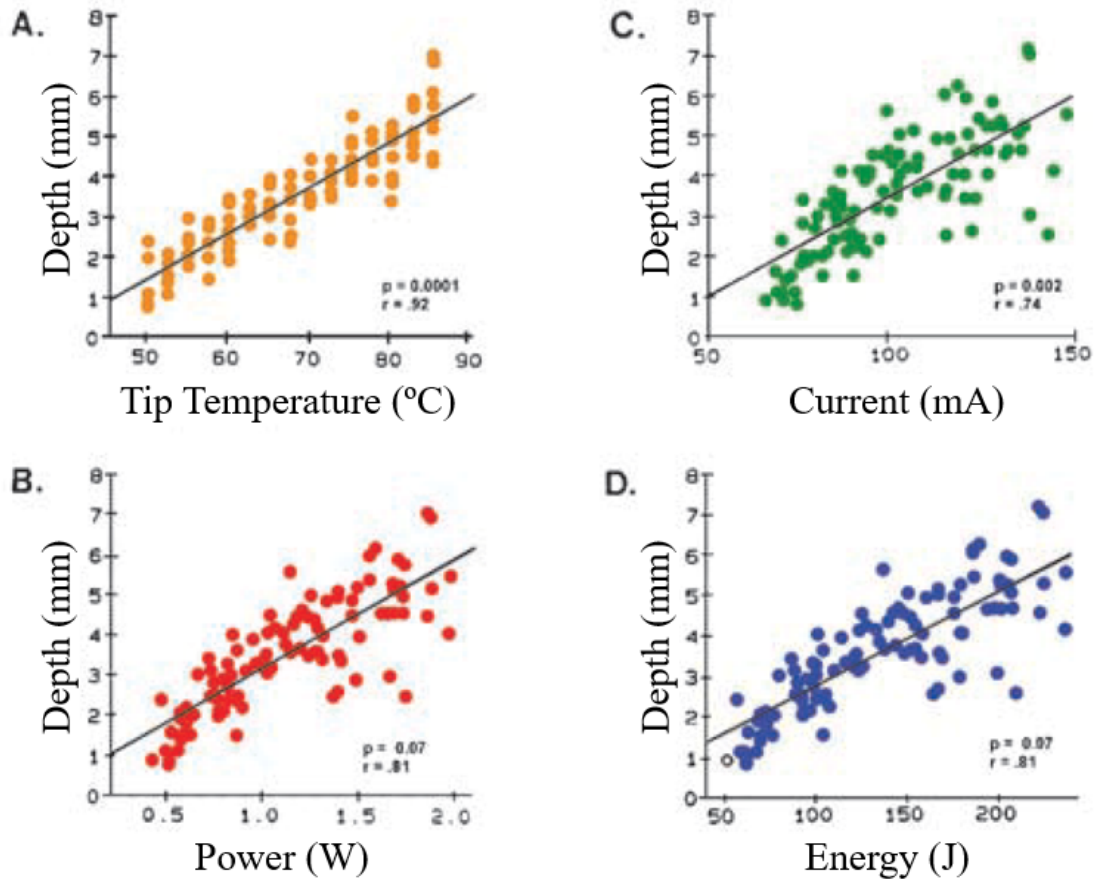 A.
8
7
6
5
4
3
2
1
0
Depth (mm)
50 60 70 80 90
p = 0.0001
r = .92
Tip Temperature (ºC)
C.
8
7
6
5
4
3
2
1
0
Depth (mm)
50 100 150
p = 0.002
r = .74
Current (mA)
B.
8
7
6
5
4
3
2
1
0
Depth (mm)
0.5 1.0 1.5 2.0
p = 0.07
r = .81
Power (W)
D.
8
7
6
5
4
3
2
1
0
Depth (mm)
50 100 150 200
p = 0.07
r = .81
Energy (J)